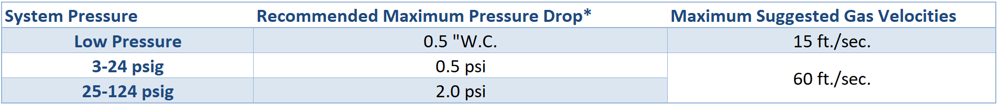 System Pressure Recommended Maximum Pressure Drop* Maximum Suggested Gas Velocities
Low Pressure 0.5 "W.C. 15 ft./sec.
3-24 psig 0.5 psi
60 ft./sec.
25-124 psig 2.0 psi